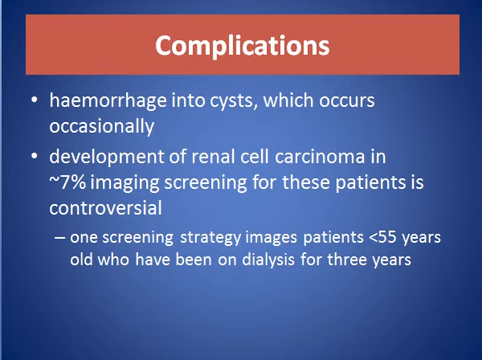 Complications
• haemorrhage into cysts, which occurs
occasionally
• development of renal cell carcinoma in
~7% imaging screening for these patients is
controversial
– one screening strategy images patients <55 years
old who have been on dialysis for three years